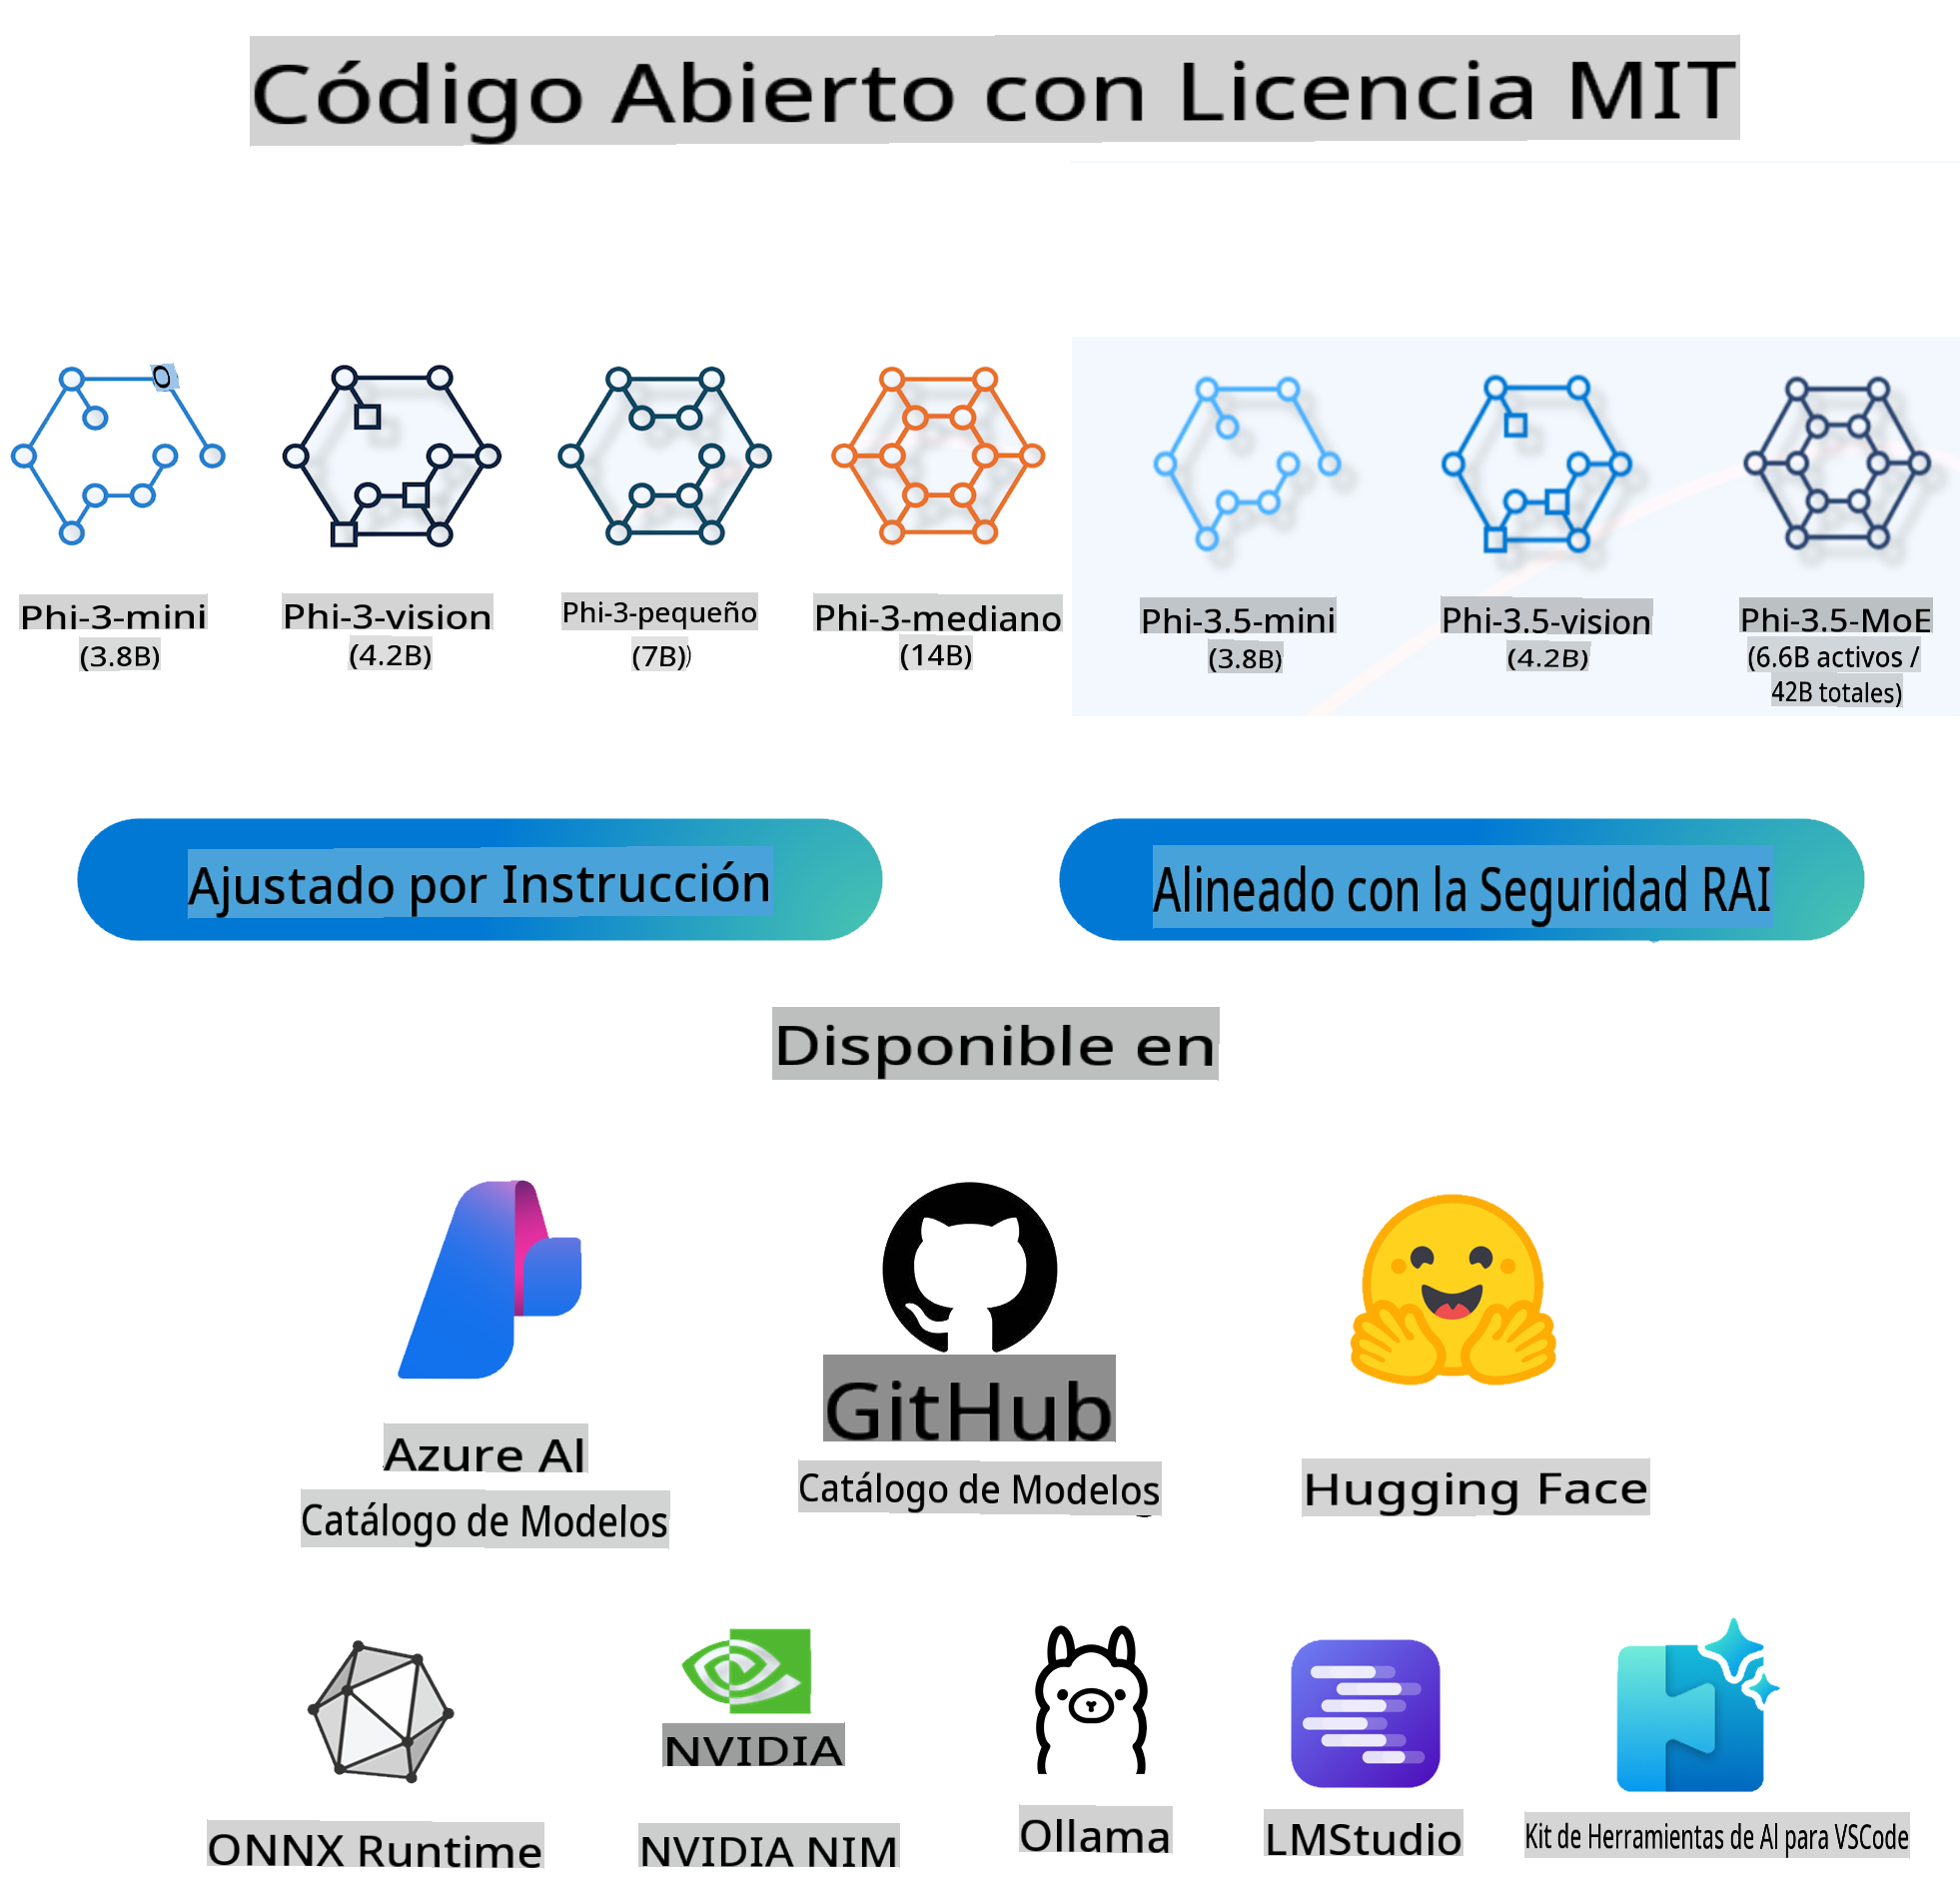 Código Abierto con Licencia MIT
Phi-3-mini
(3.8B)
Phi-3-vision
(4.2B)
Phi-3-pequeño
(7B))
Phi-3-mediano
(14B)
Phi-3.5-mini
(3.8B)
Phi-3.5-vision
(4.2B)
Phi-3.5-MoE
(6.6B activos /
42B totales)
Ajustado por Instrucción
Alineado con la Seguridad RAI
Disponible en
Azure AI
Catálogo de Modelos
GitHub
Catálogo de Modelos
Hugging Face
ONNX Runtime
NVIDIA
NVIDIA NIM
Ollama
LMStudio
Kit de Herramientas de AI para VSCode